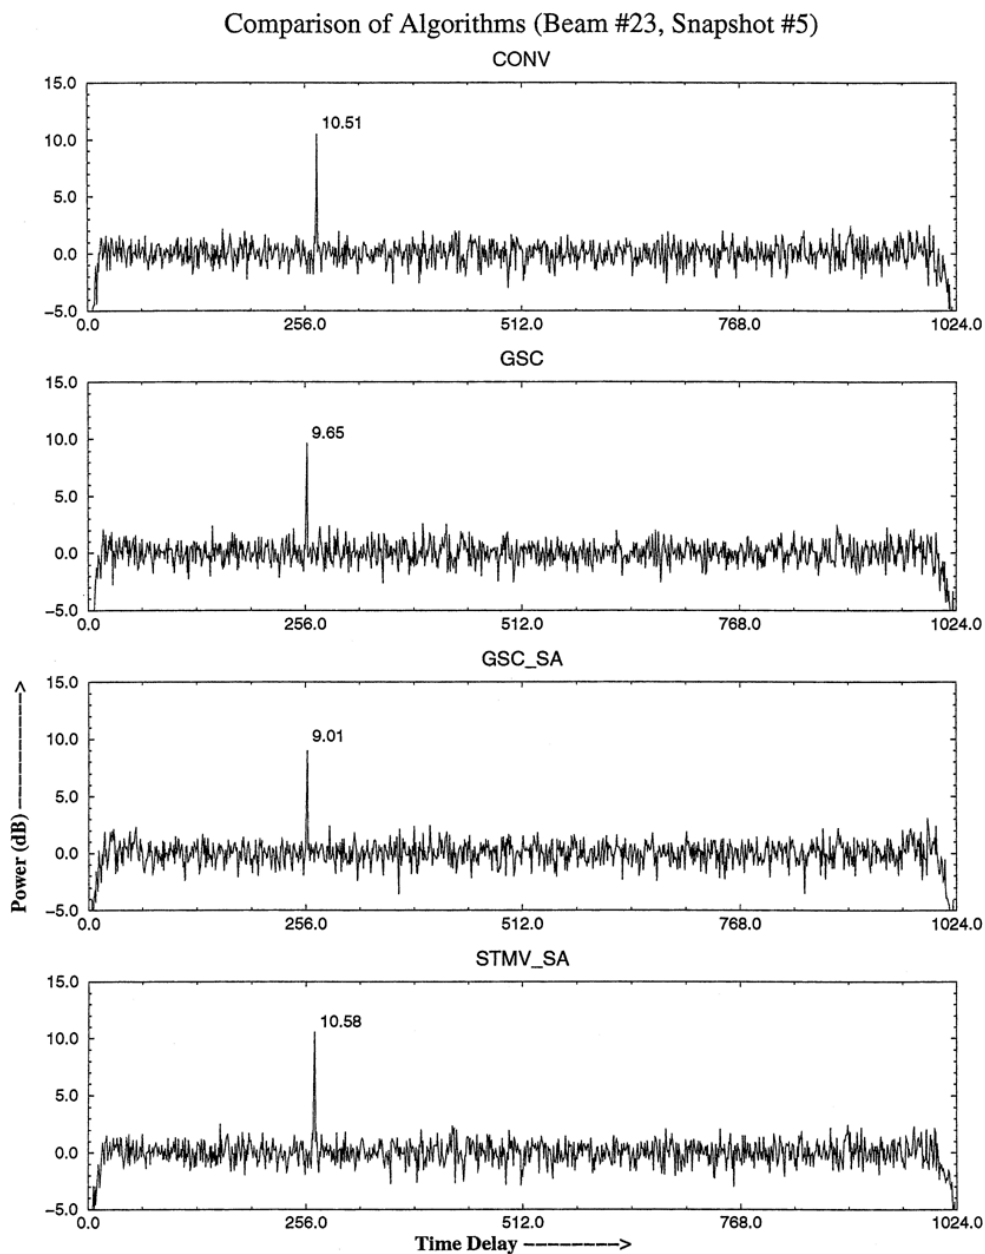 Comparison of Algorithms (Beam #23, Snapshot #5)
CONV
15.0
10.51
10.0
5.0
0.0
−5.0
0.0 256.0 512.0 768.0 1024.0
GSC
15.0
9.65
10.0
5.0
0.0
−5.0
0.0 256.0 512.0 768.0 1024.0
GSC_SA
15.0
9.01
10.0
5.0
0.0
−5.0
0.0 256.0 512.0 768.0 1024.0
Power (dB) ------------->
STMV_SA
15.0
10.58
10.0
5.0
0.0
−5.0
0.0 256.0 512.0 768.0 1024.0
Time Delay --------->